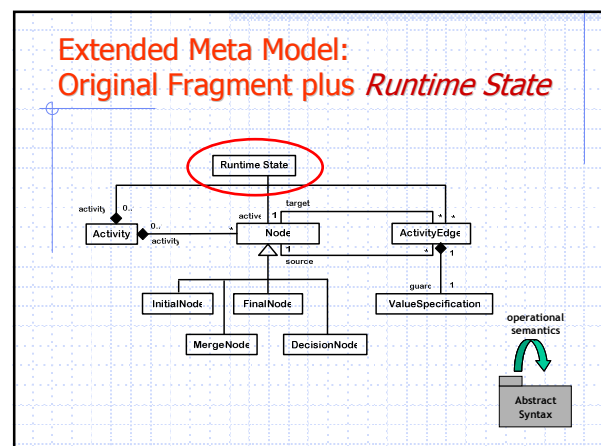 Extended Meta Model:
Original Fragment plus Runtime State
Runtime State
activity
0..
active
1
target
*
*
Activity
0..
activity
*
Node
ActivityEdge
1
source
*
1
guard
1
InitialNode
FinalNode
ValueSpecification
MergeNode
DecisionNode
operational
semantics
Abstract
Syntax